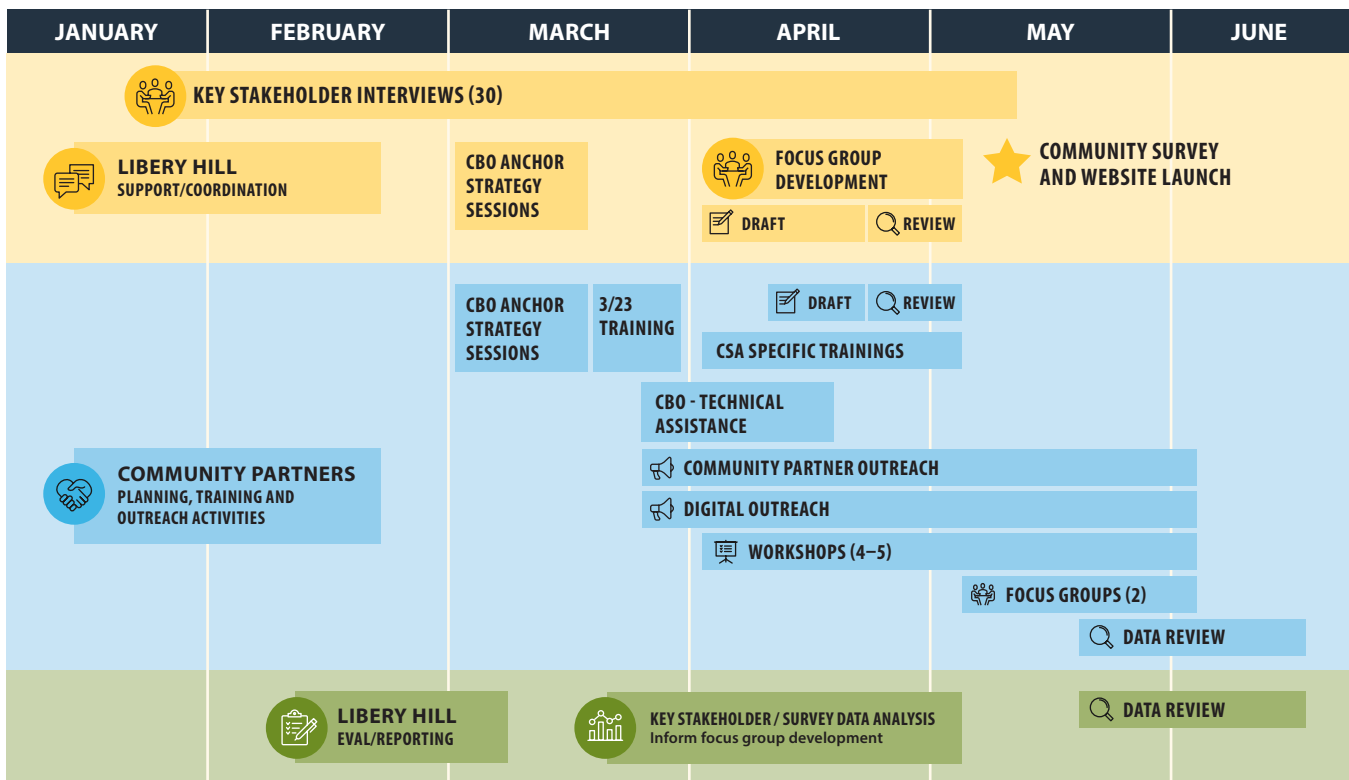 JANUARY
FEBRUARY
MARCH
APRIL
MAY
JUNE
KEY STAKEHOLDER INTERVIEWS (30)
LIBERY HILL
SUPPORT/COORDINATION
CBO ANCHOR
STRATEGY
SESSIONS
FOCUS GROUP
DEVELOPMENT
DRAFT
REVIEW
COMMUNITY SURVEY
AND WEBSITE LAUNCH
CBO ANCHOR
STRATEGY
SESSIONS
3/23
TRAINING
DRAFT
REVIEW
CSA SPECIFIC TRAININGS
CBO - TECHNICAL
ASSISTANCE
COMMUNITY PARTNERS
PLANNING, TRAINING AND
OUTREACH ACTIVITIES
COMMUNITY PARTNER OUTREACH
DIGITAL OUTREACH
WORKSHOPS (4–5)
FOCUS GROUPS (2)
DATA REVIEW
LIBERY HILL
EVAL/REPORTING
KEY STAKEHOLDER / SURVEY DATA ANALYSIS
Inform focus group development
DATA REVIEW